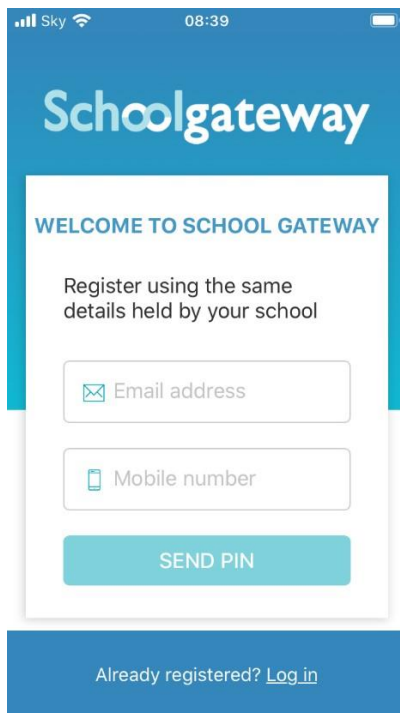 Sky 08:39
Schoolgateway
WELCOME TO SCHOOL GATEWAY
Register using the same
details held by your school
Email address
Mobile number
SEND PIN
Already registered? Log in